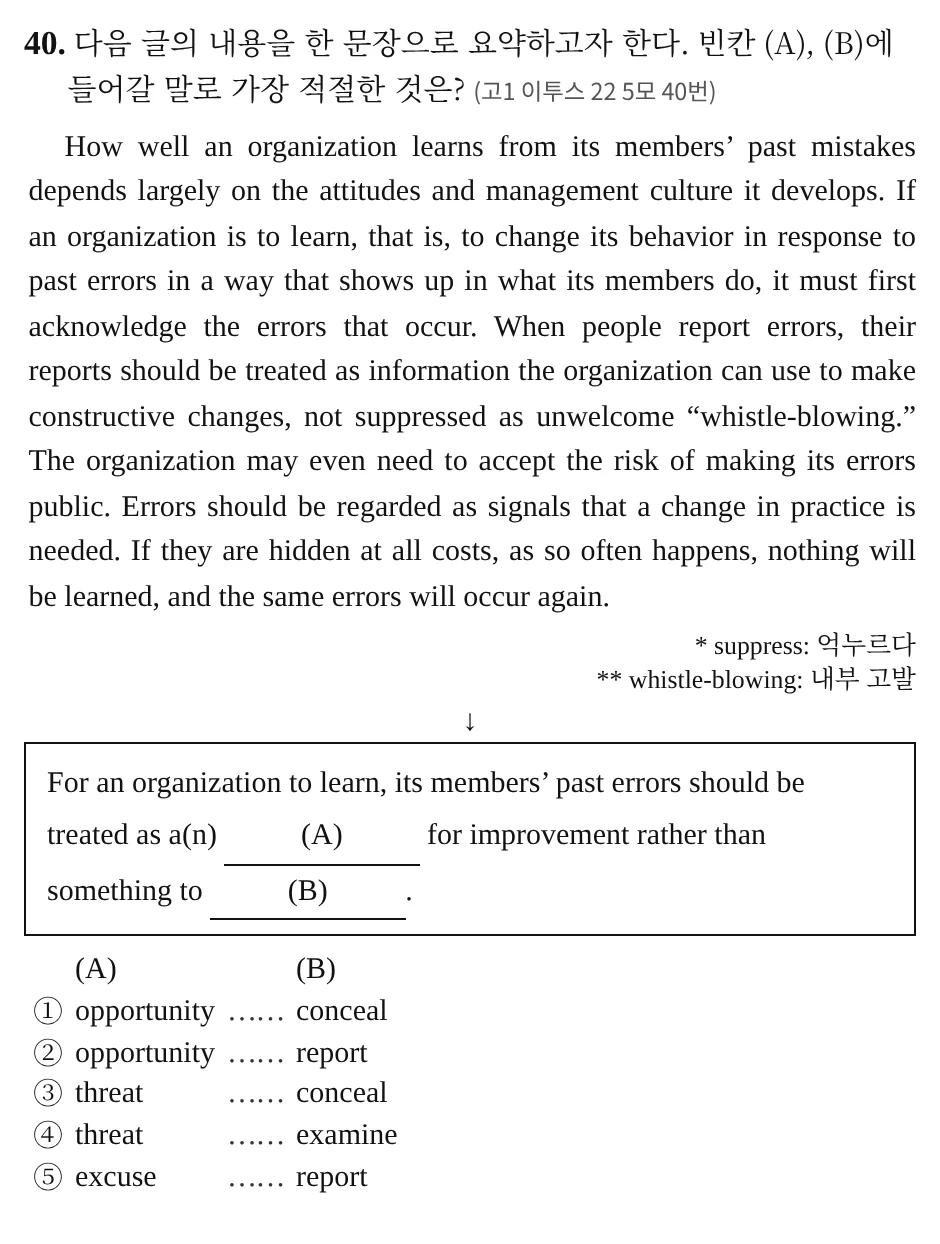 40. 다음 글의 내용을 한 문장으로 요약하고자 한다. 빈칸 (A), (B)에
들어갈 말로 가장 적절한 것은? (고1 이투스 22 5모 40번)
How well an organization learns from its members’ past mistakes
depends largely on the attitudes and management culture it develops. If
an organization is to learn, that is, to change its behavior in response to
past errors in a way that shows up in what its members do, it must first
acknowledge the errors that occur. When people report errors, their
reports should be treated as information the organization can use to make
constructive changes, not suppressed as unwelcome “whistle-blowing.”
The organization may even need to accept the risk of making its errors
public. Errors should be regarded as signals that a change in practice is
needed. If they are hidden at all costs, as so often happens, nothing will
be learned, and the same errors will occur again.
* suppress: 억누르다
** whistle-blowing: 내부 고발
↓
For an organization to learn, its members’ past errors should be
treated as a(n) (A) for improvement rather than
something to (B) .
(A) (B)
① opportunity …… conceal
② opportunity …… report
③ threat …… conceal
④ threat …… examine
⑤ excuse …… report